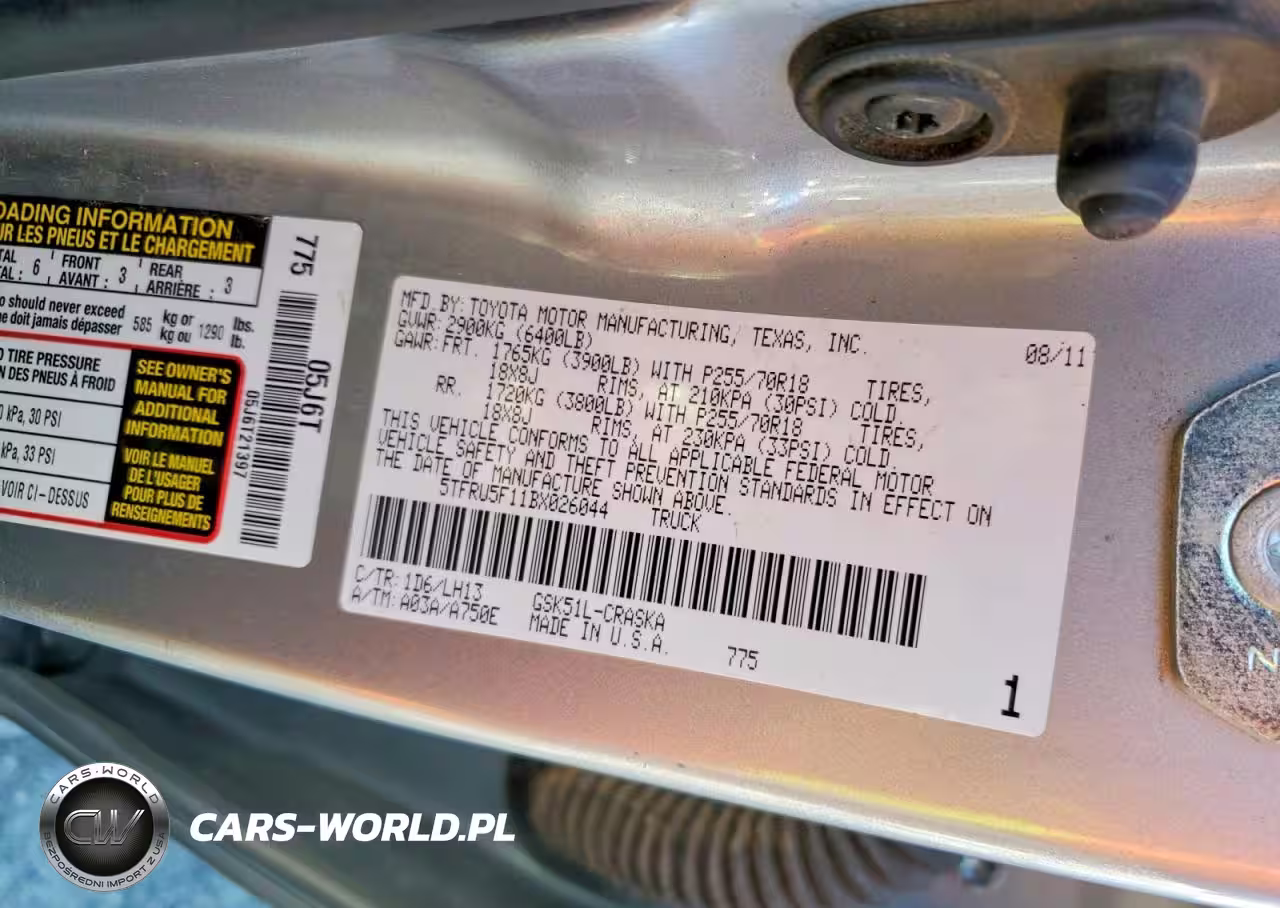 OADING INFORMATION
UR LES PNEUS ET LE CHARGEMENT
TAL : 6 FRONT AVANT : 3 REAR ARRIÈRE : 3
o should never exceed
ne doit jamais dépasser 585 kg or kg ou 1290 lbs. lb.
D TIRE PRESSURE
N DES PNEUS À FROID
0 kPa, 30 PSI
kPa, 33 PSI
VOIR CI-DESSUS
SEE OWNER'S
MANUAL FOR
ADDITIONAL
INFORMATION
VOIR LE MANUEL
DE L'USAGER
POUR PLUS DE
RENSEIGNEMENTS
775
05J6T
05J6T21397
MFD. BY: TOYOTA MOTOR MANUFACTURING, TEXAS, INC. 08/11
GVWR: 2900KG (6400LB)
GAWR: FRT. 1765KG (3900LB) WITH P255/70R18 TIRES,
18X8J RIMS, AT 210KPA (30PSI) COLD.
RR. 1720KG (3800LB) WITH P255/70R18 TIRES,
18X8J RIMS, AT 230KPA (33PSI) COLD.
THIS VEHICLE CONFORMS TO ALL APPLICABLE FEDERAL MOTOR
VEHICLE SAFETY AND THEFT PREVENTION STANDARDS IN EFFECT ON
THE DATE OF MANUFACTURE SHOWN ABOVE.
5TFRU5F11BX026044 TRUCK
C/TR: 1D6/LH13 GSK51L-CRASKA
A/TM: A03A/A750E MADE IN U.S.A.
775
1
N
CARS-WORLD
CW
BEZPOŚREDNI IMPORT Z USA
CARS-WORLD.PL